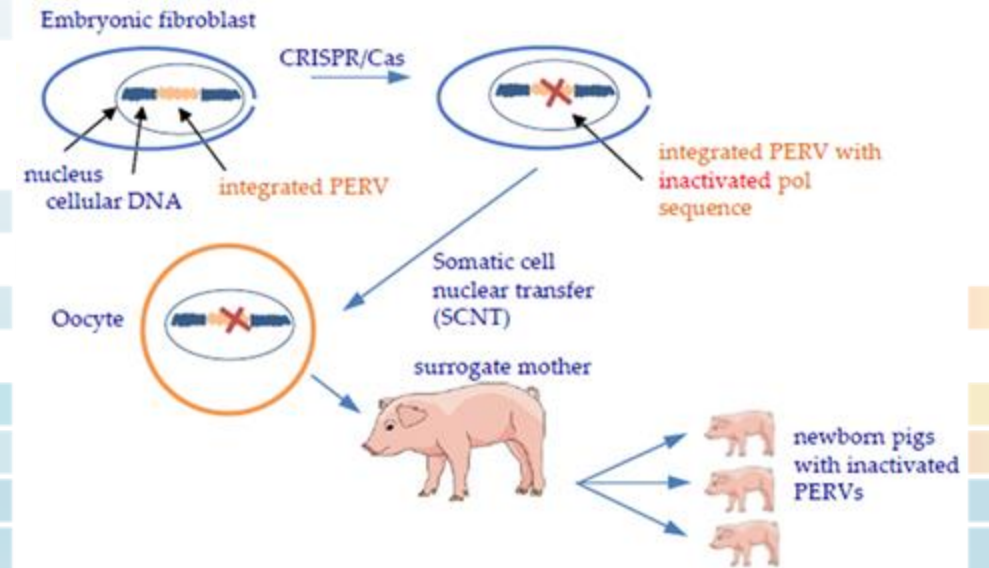 Embryonic fibroblast
CRISPR/Cas
nucleus
cellular DNA
integrated PERV
integrated PERV with
inactivated pol
sequence
Somatic cell
nuclear transfer
(SCNT)
Oocyte
surrogate mother
newborn pigs
with inactivated
PERVs